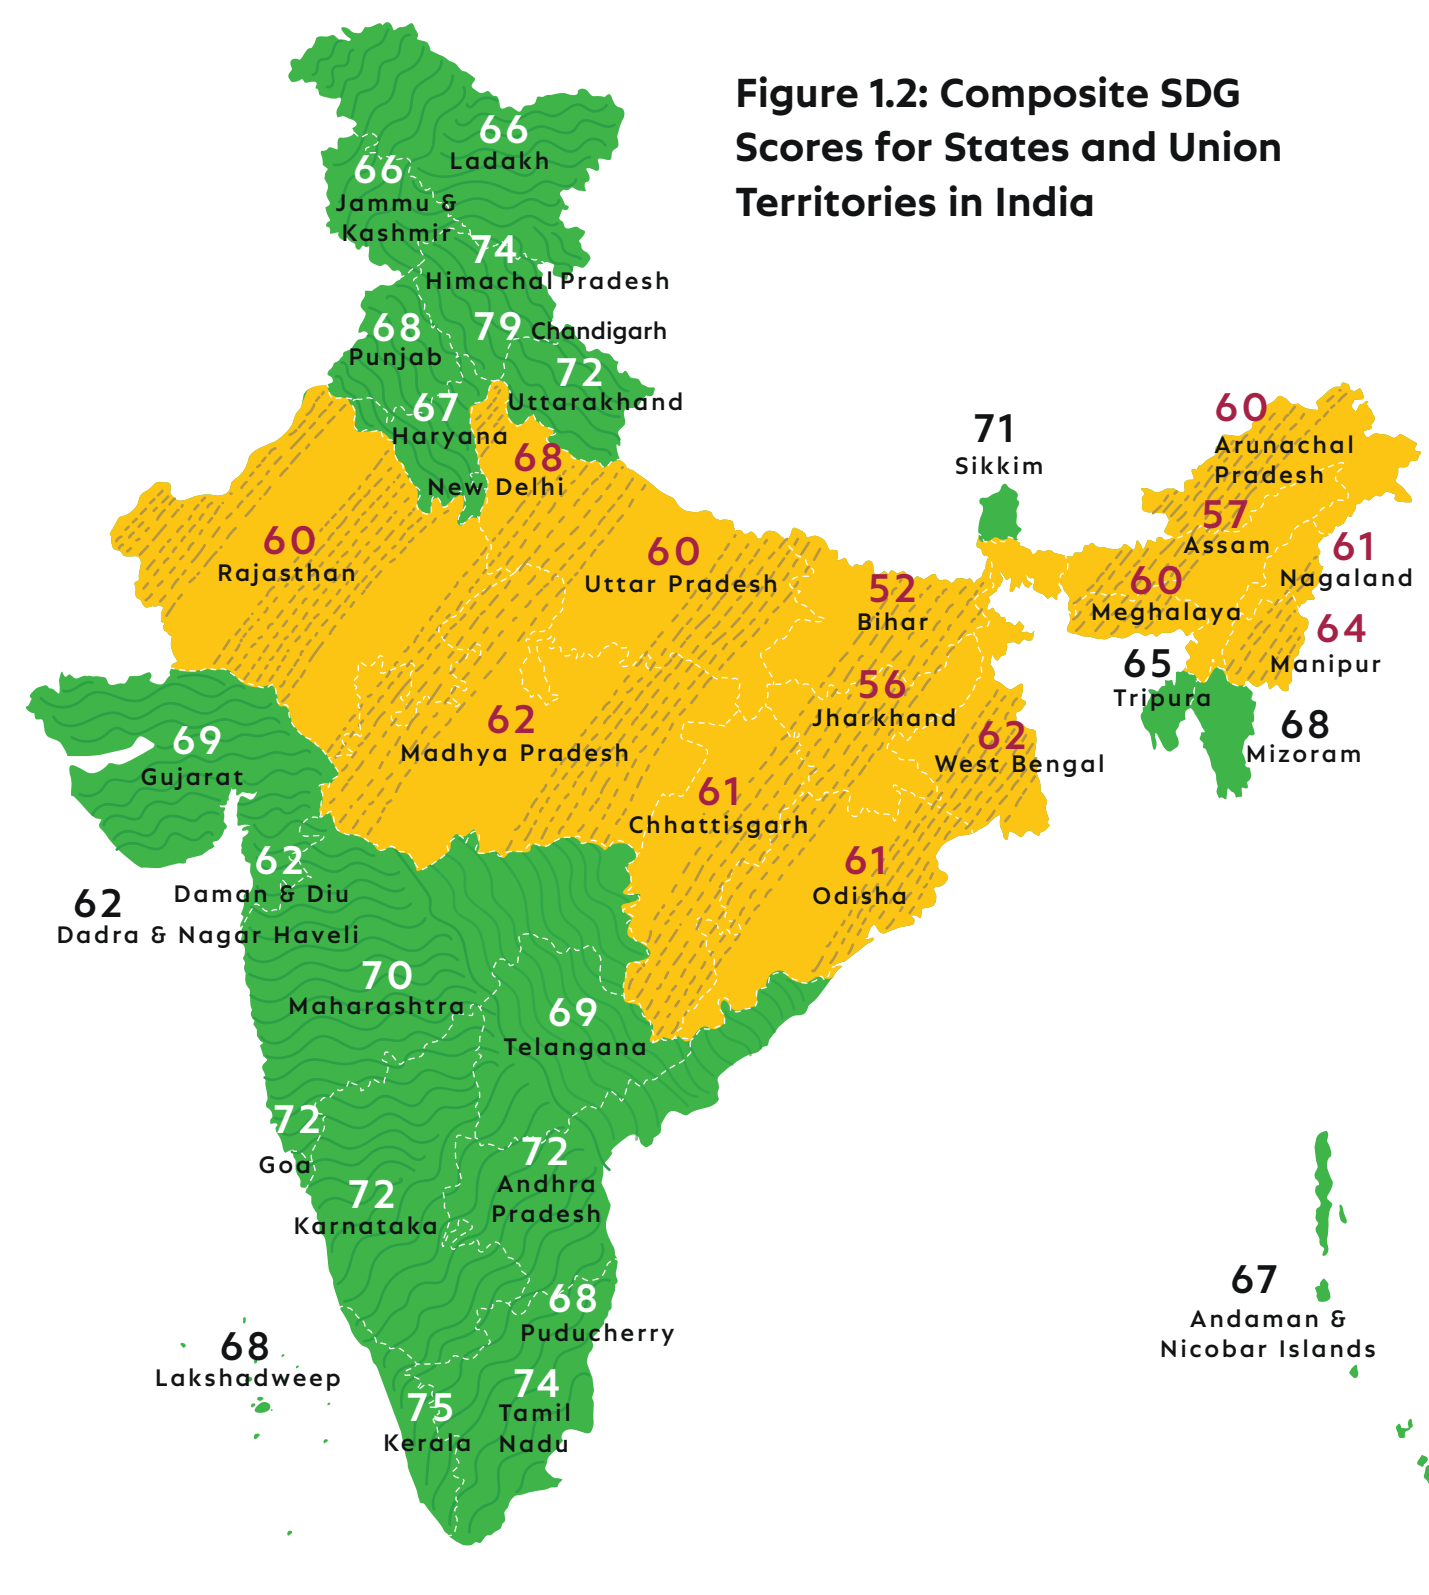 Figure 1.2: Composite SDG
Scores for States and Union
Territories in India
66
Ladakh
66
Jammu &
Kashmir
74
Himachal Pradesh
68
Punjab
79 Chandigarh
72
Uttarakhand
67
Haryana
68
New Delhi
60
Rajasthan
60
Uttar Pradesh
52
Bihar
71
Sikkim
60
Arunachal
Pradesh
57
Assam
61
Nagaland
60
Meghalaya
64
Manipur
65
Tripura
68
Mizoram
56
Jharkhand
62
West Bengal
62
Madhya Pradesh
69
Gujarat
61
Chhattisgarh
61
Odisha
62
Daman & Diu
62
Dadra & Nagar Haveli
70
Maharashtra
69
Telangana
72
Goa
72
Andhra
Pradesh
72
Karnataka
68
Puducherry
67
Andaman &
Nicobar Islands
68
Lakshadweep
75
Kerala
74
Tamil
Nadu